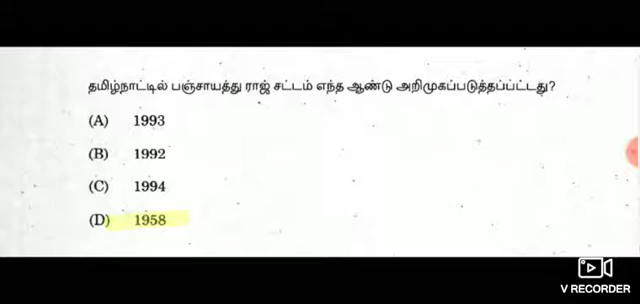 தமிழ்நாட்டில் பஞ்சாயத்து ராஜ் சட்டம் எந்த ஆண்டு அறிமுகப்படுத்தப்பட்டது?
(A) 1993
(B) 1992
(C) 1994
(D) 1958
V RECORDER